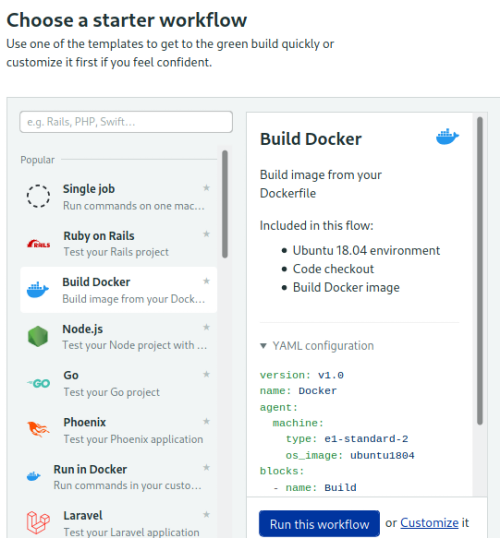 Choose a starter workflow
Use one of the templates to get to the green build quickly or
customize it first if you feel confident.
e.g. Rails, PHP, Swift...
Popular
Single job
Run commands on one mac...
RAILS
Ruby on Rails
Test your Rails project
Build Docker
Build image from your Dock...
Node.js
Test your Node project with ...
GO
Go
Test your Go project
Phoenix
Test your Phoenix application
Run in Docker
Run commands in your custo...
Laravel
Test your Laravel application
Build Docker
Build image from your
Dockerfile
Included in this flow:
• Ubuntu 18.04 environment
• Code checkout
• Build Docker image
▼ YAML configuration
version: v1.0
name: Docker
agent:
  machine:
    type: e1-standard-2
    os_image: ubuntu1804
blocks:
  - name: Build
Run this workflow or Customize it